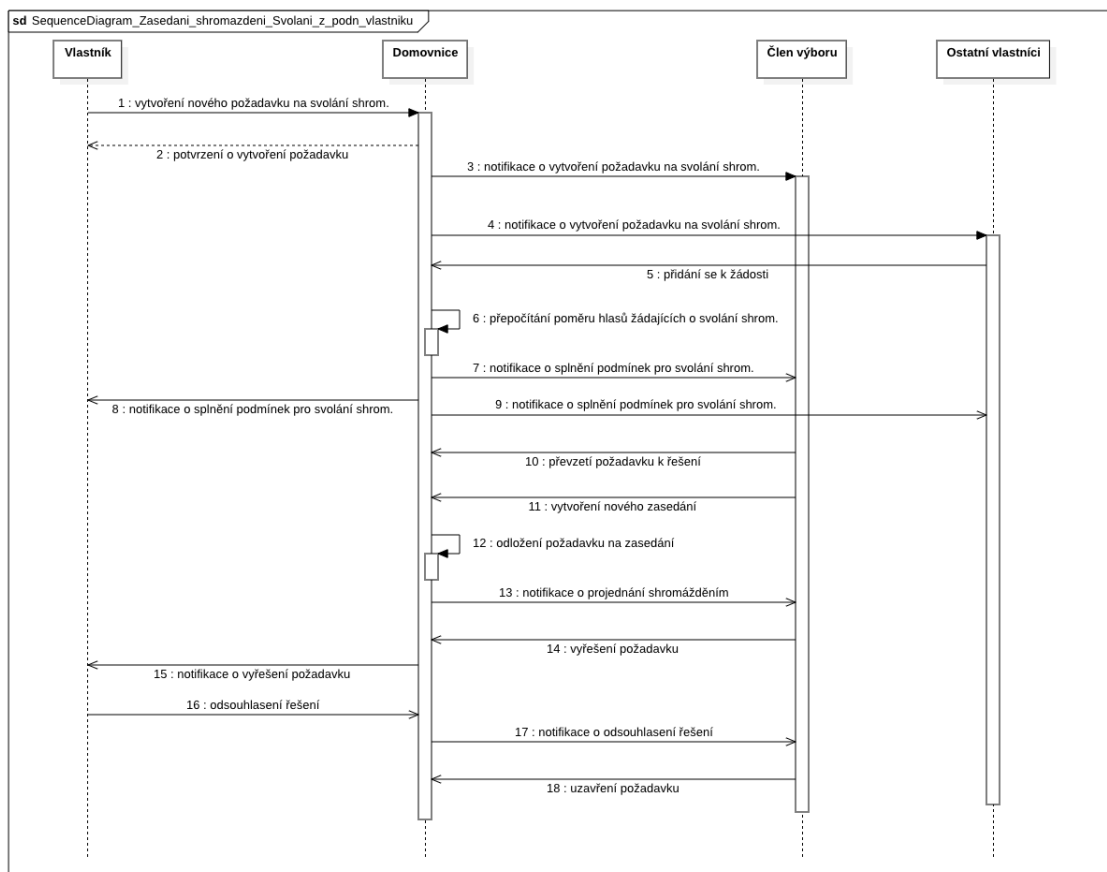 sd SequenceDiagram_Zasedani_shromazdeni_Svolani_z_podn_vlastniku
Vlastník
Domovnice
Člen výboru
Ostatní vlastníci
1 : vytvoření nového požadavku na svolání shrom.
2 : potvrzení o vytvoření požadavku
3 : notifikace o vytvoření požadavku na svolání shrom.
4 : notifikace o vytvoření požadavku na svolání shrom.
5 : přidání se k žádosti
6 : přepočítání poměru hlasů žádajících o svolání shrom.
7 : notifikace o splnění podmínek pro svolání shrom.
8 : notifikace o splnění podmínek pro svolání shrom.
9 : notifikace o splnění podmínek pro svolání shrom.
10 : převzetí požadavku k řešení
11 : vytvoření nového zasedání
12 : odložení požadavku na zasedání
13 : notifikace o projednání shromážděním
14 : vyřešení požadavku
15 : notifikace o vyřešení požadavku
16 : odsouhlasení řešení
17 : notifikace o odsouhlasení řešení
18 : uzavření požadavku